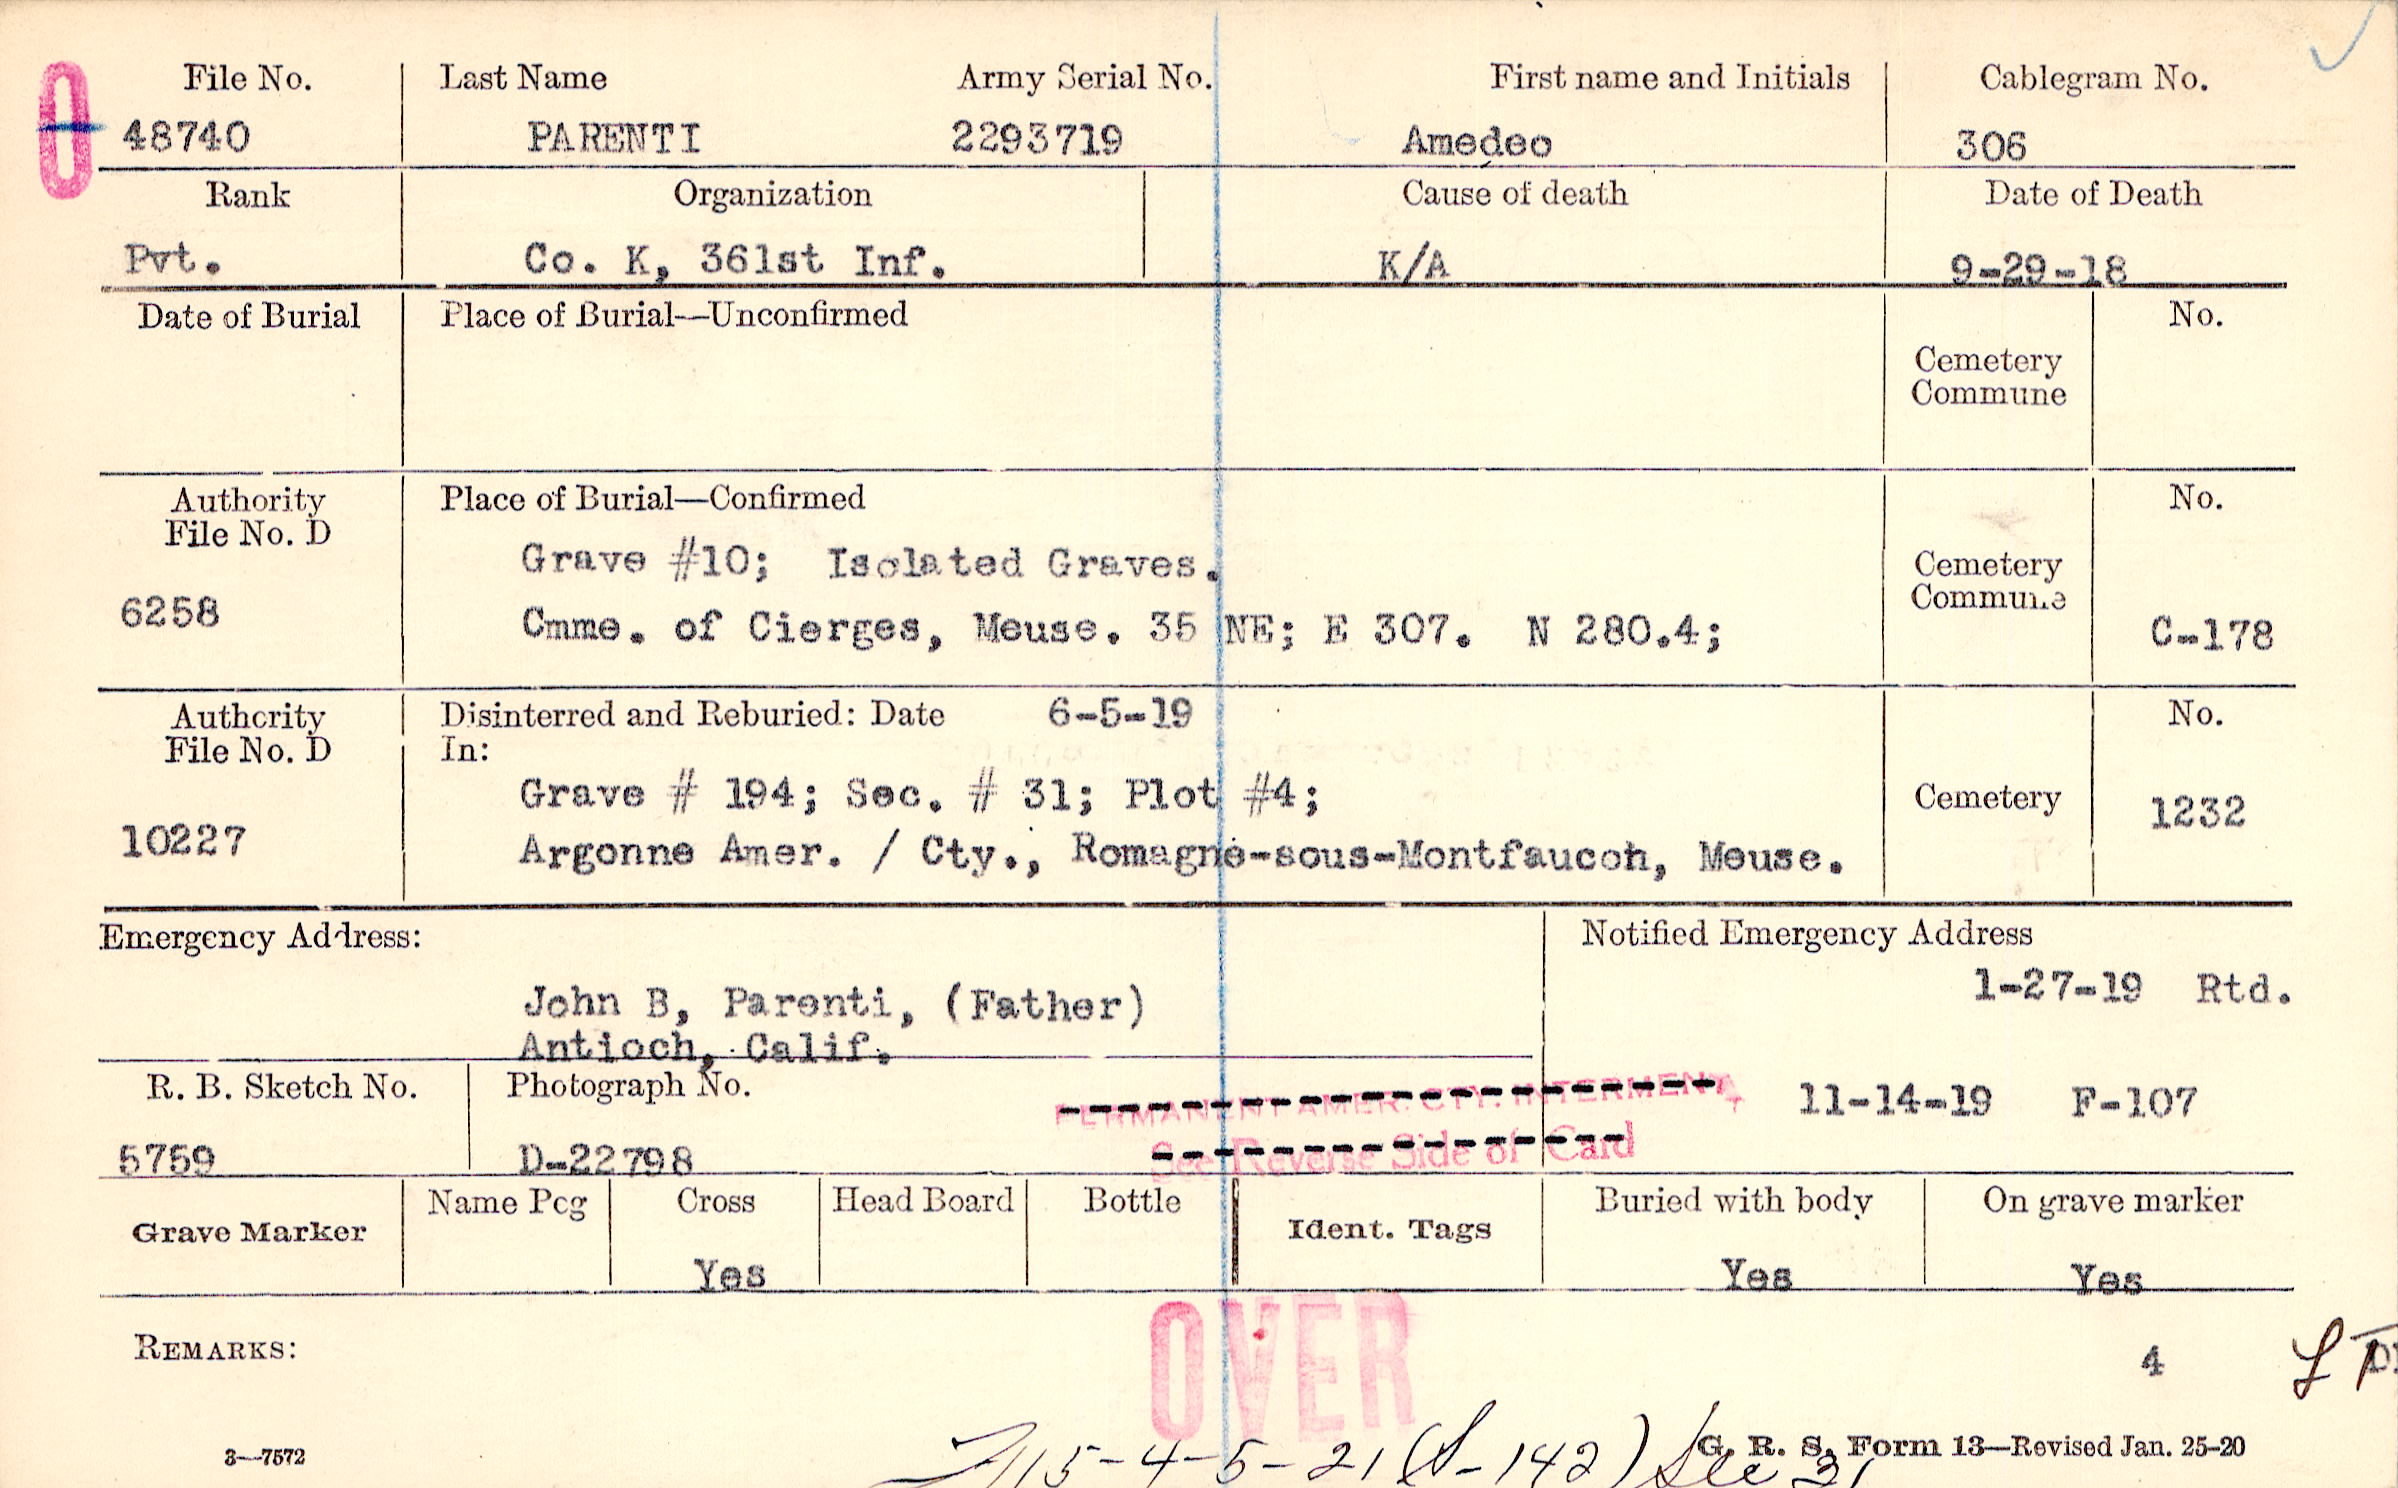 File No. Last Name Army Serial No. First name and Initials Cablegram No.
O 48740 PARENTI 2293719 Amedeo 306
Rank Organization Cause of death Date of Death
Pvt. Co. K, 361st Inf. K/A 9-29-18
Date of Burial Place of Burial—Unconfirmed No.
Cemetery
Commune
Authority Place of Burial—Confirmed No.
File No. D
Grave #10; Isolated Graves. Cemetery
Commune
6258 Cmme. of Cierges, Meuse. 35 NE; E 307. N 280.4; C-178
Authority Disinterred and Reburied: Date 6-5-19 No.
File No. D In:
Grave # 194; Sec. # 31; Plot #4; Cemetery 1232
10227 Argonne Amer. / Cty., Romagne-sous-Montfaucon, Meuse.
Emergency Address: Notified Emergency Address
1-27-19 Rtd.
John B, Parenti, (Father)
Antioch, Calif.
R. B. Sketch No. Photograph No. PERMANENT AMER. CTY. INTERMENT 11-14-19 F-107
5759 D-22798 See Reverse Side of Card
Grave Marker Name Peg Cross Head Board Bottle Ident. Tags Buried with body On grave marker
Yes Yes Yes
OVER
REMARKS: 4
3—7572 115-4-5-21 (S-142) See 31 G. R. S. Form 13—Revised Jan. 25-20